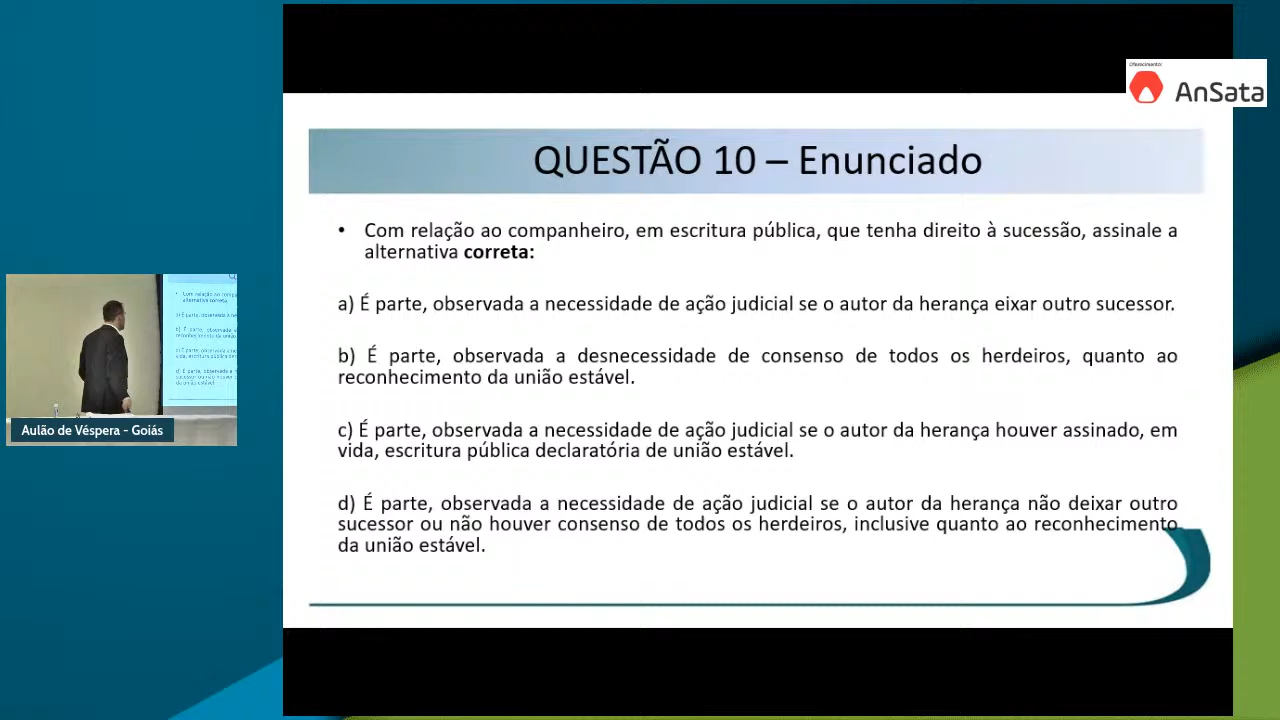 Oferecimento:
AnSata
QUESTÃO 10 – Enunciado
• Com relação ao companheiro, em escritura pública, que tenha direito à sucessão, assinale a
alternativa correta:
a) É parte, observada a necessidade de ação judicial se o autor da herança eixar outro sucessor.
b) É parte, observada a desnecessidade de consenso de todos os herdeiros, quanto ao
reconhecimento da união estável.
c) É parte, observada a necessidade de ação judicial se o autor da herança houver assinado, em
vida, escritura pública declaratória de união estável.
d) É parte, observada a necessidade de ação judicial se o autor da herança não deixar outro
sucessor ou não houver consenso de todos os herdeiros, inclusive quanto ao reconhecimento
da união estável.
Aulão de Véspera - Goiás